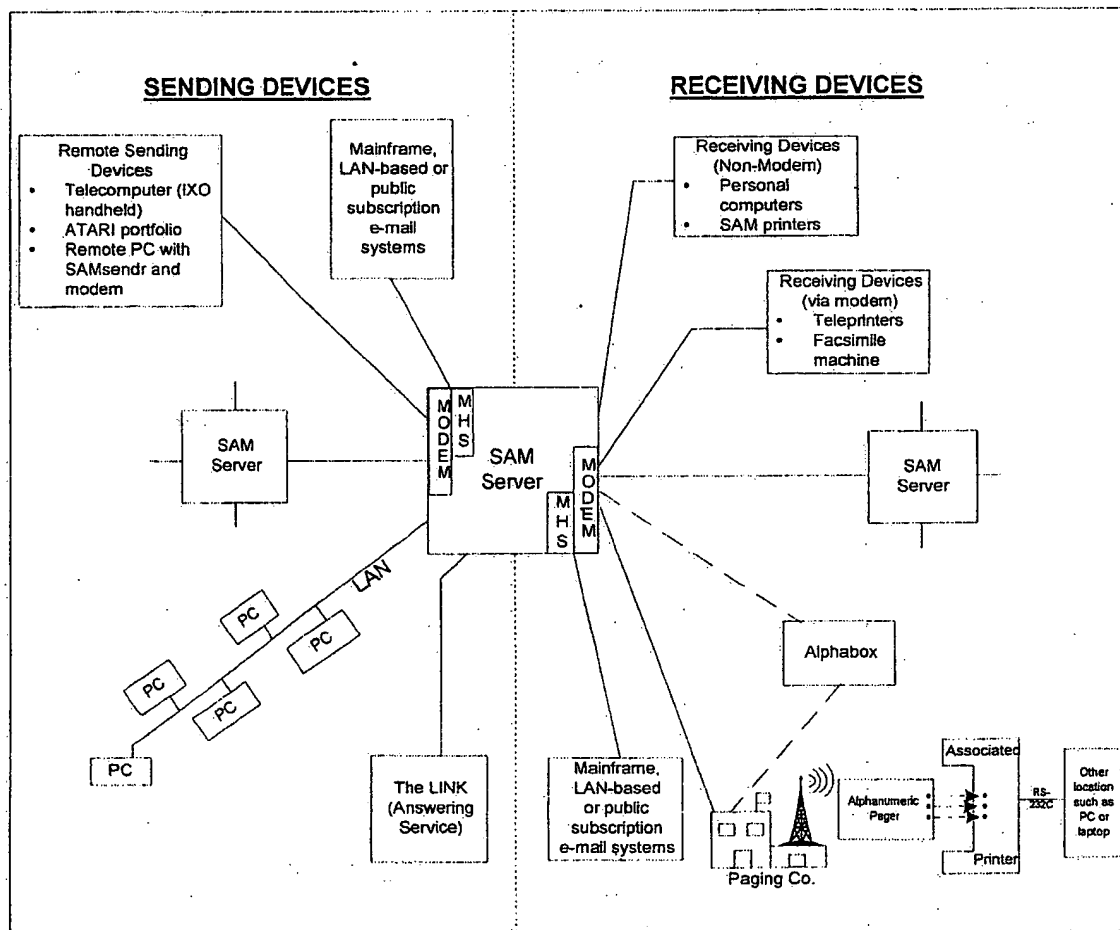 SENDING DEVICES
RECEIVING DEVICES
Remote Sending
Devices
• Telecomputer (IXO
handheld)
• ATARI portfolio
• Remote PC with
SAMsendr and
modem
Mainframe,
LAN-based or
public
subscription
e-mail
systems
Receiving Devices
(Non-Modem)
• Personal
computers
• SAM printers
Receiving Devices
(via modem)
• Teleprinters
• Facsimile
machine
SAM
Server
MODEM
MHS
SAM
Server
MHS
MODEM
SAM
Server
LAN
PC
PC
PC
PC
PC
The LINK
(Answering
Service)
Mainframe,
LAN-based
or public
subscription
e-mail systems
Alphabox
Paging Co.
Alphanumeric
Pager
Associated
Printer
RS-
232C
Other
location
such as
PC or
laptop